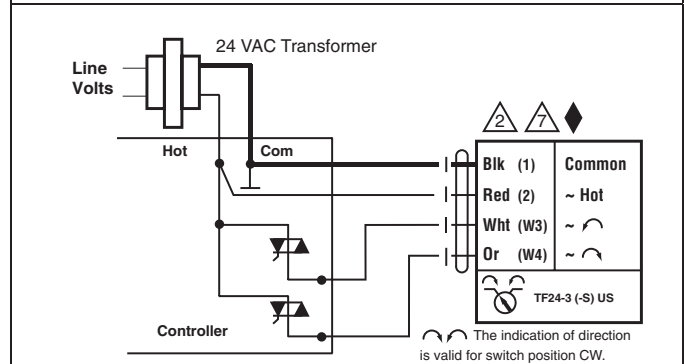 24 VAC Transformer
Line
Volts
Hot
Com
2
7
Blk (1) Common
Red (2) ~ Hot
Wht (W3) ~
Or (W4) ~
TF24-3 (-S) US
Controller
The indication of direction
is valid for switch position CW.